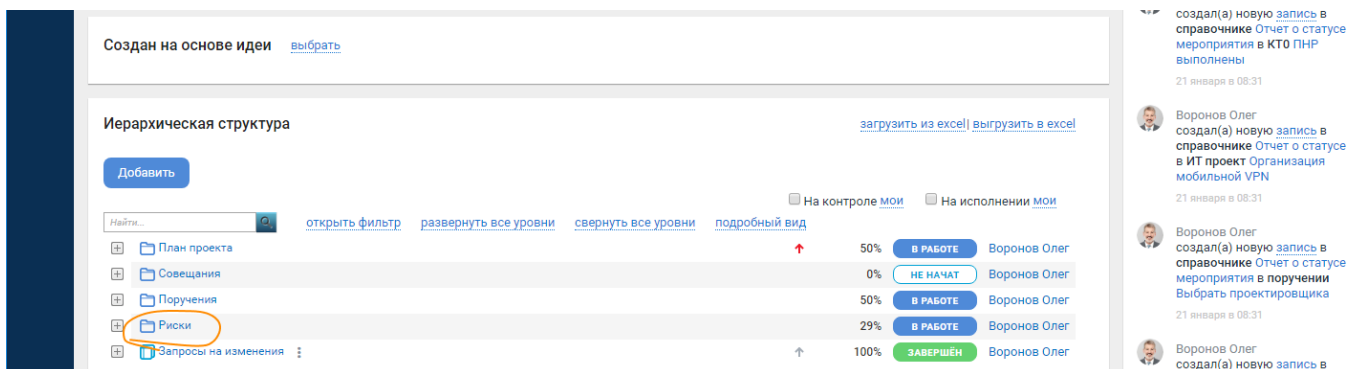 Создан на основе идеи выбрать
Иерархическая структура загрузить из excel| выгрузить в excel
Добавить
На контроле мои На исполнении мои
Найти... открыть фильтр развернуть все уровни свернуть все уровни подробный вид
План проекта 50% В РАБОТЕ Воронов Олег
Совещания 0% НЕ НАЧАТ Воронов Олег
Поручения 50% В РАБОТЕ Воронов Олег
Риски 29% В РАБОТЕ Воронов Олег
Запросы на изменения 100% ЗАВЕРШЁН Воронов Олег
создал(а) новую запись в
справочнике Отчет о статусе
мероприятия в КТ0 ПНР
выполнены
21 января в 08:31
Воронов Олег
создал(а) новую запись в
справочнике Отчет о статусе
в ИТ проект Организация
мобильной VPN
21 января в 08:31
Воронов Олег
создал(а) новую запись в
справочнике Отчет о статусе
мероприятия в поручении
Выбрать проектировщика
21 января в 08:31
Воронов Олег
создал(а) новую запись в